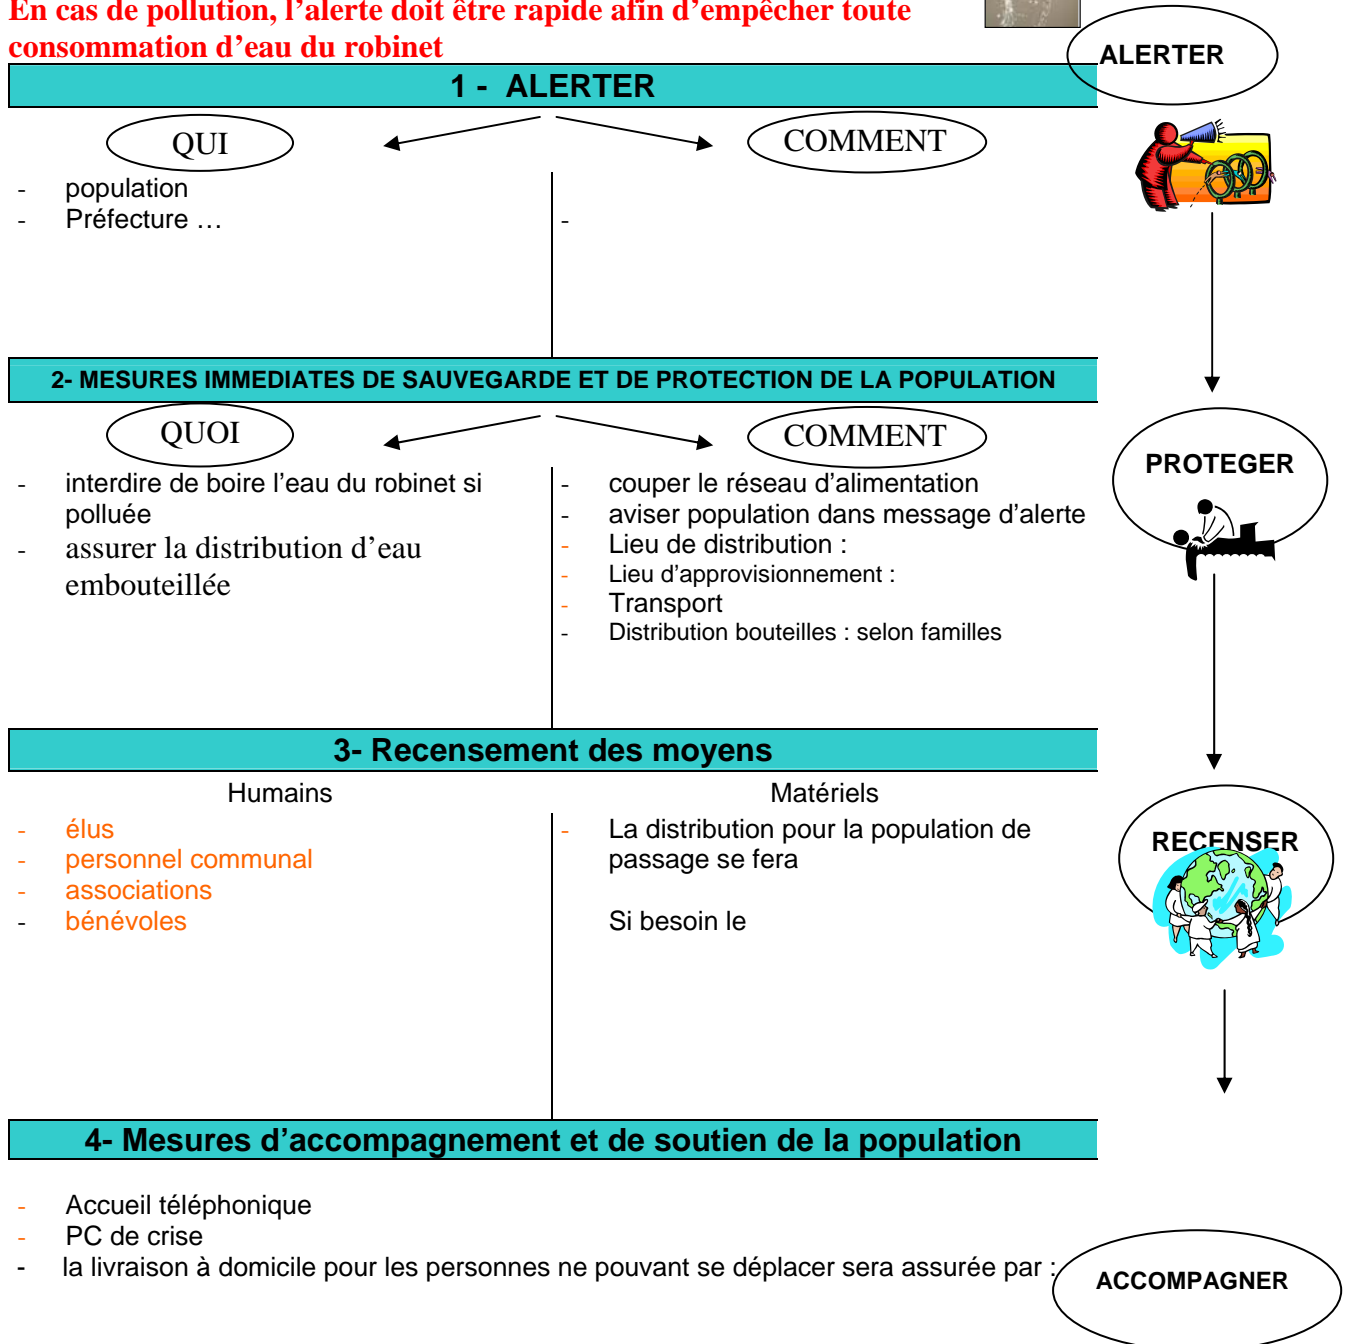 En cas de pollution, l’alerte doit être rapide afin d’empêcher toute
consommation d’eau du robinet
ALERTER
1 - ALERTER
QUI
COMMENT
- population
- Préfecture …
-
2- MESURES IMMEDIATES DE SAUVEGARDE ET DE PROTECTION DE LA POPULATION
QUOI
COMMENT
PROTEGER
- interdire de boire l’eau du robinet si
polluée
- assurer la distribution d’eau
embouteillée
- couper le réseau d’alimentation
- aviser population dans message d’alerte
- Lieu de distribution :
- Lieu d’approvisionnement :
- Transport
- Distribution bouteilles : selon familles
3- Recensement des moyens
Humains
Matériels
- élus
- personnel communal
- associations
- bénévoles
- La distribution pour la population de
passage se fera
Si besoin le
RECENSER
4- Mesures d’accompagnement et de soutien de la population
- Accueil téléphonique
- PC de crise
- la livraison à domicile pour les personnes ne pouvant se déplacer sera assurée par :
ACCOMPAGNER